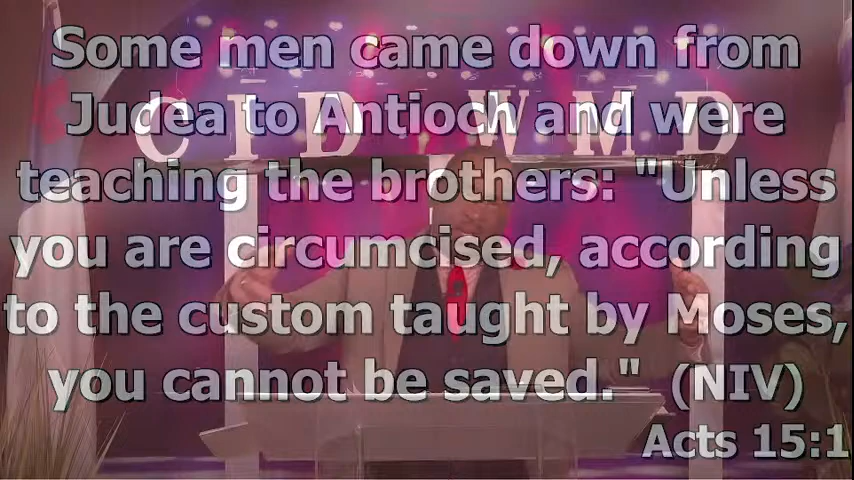 Some men came down from
Judea to Antioch and were
teaching the brothers: "Unless
you are circumcised, according
to the custom taught by Moses,
you cannot be saved." (NIV)
Acts 15:1
C I D W M D